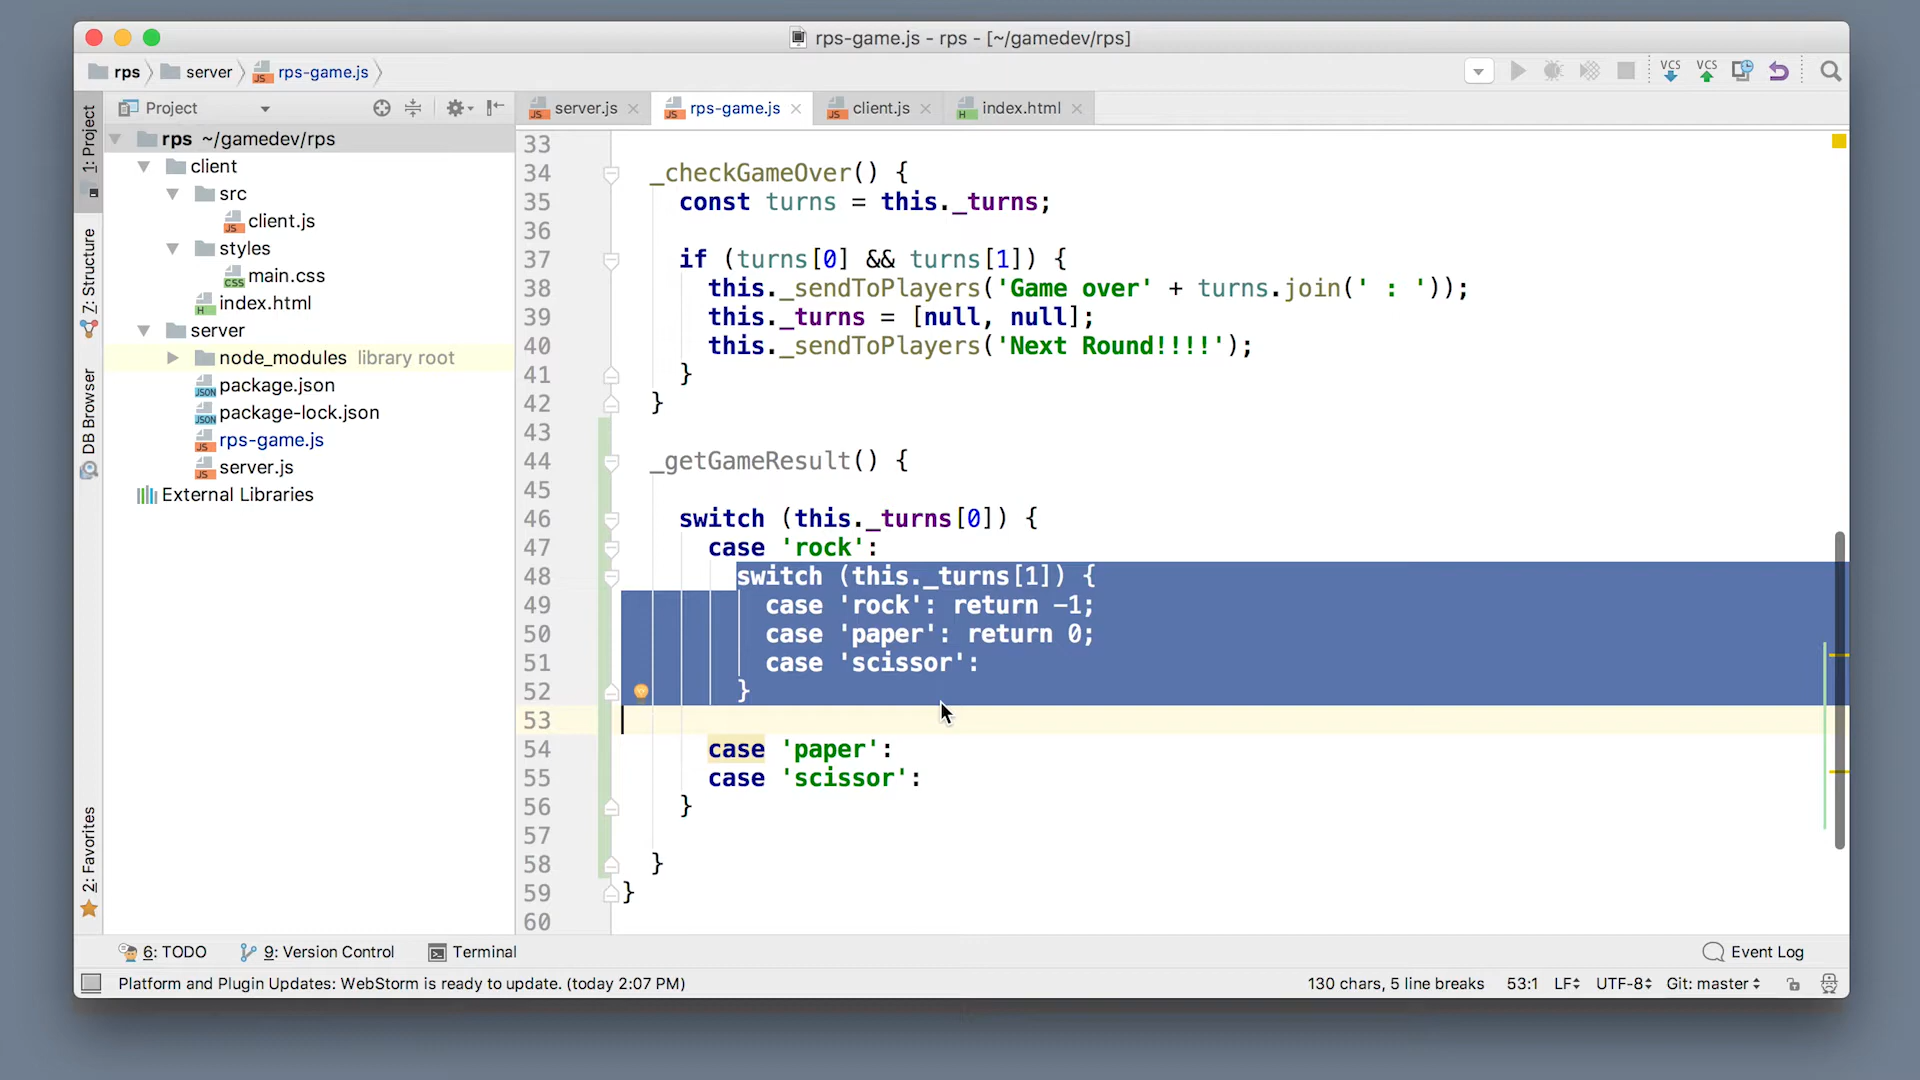 rps-game.js - rps - [~/gamedev/rps]
rps server rps-game.js
VCS VCS
Project
server.js rps-game.js client.js index.html
1: Project
7: Structure
DB Browser
2: Favorites
rps ~/gamedev/rps
client
src
client.js
styles
main.css
index.html
server
node_modules library root
package.json
package-lock.json
rps-game.js
server.js
External Libraries
33
34 _checkGameOver() {
35 const turns = this._turns;
36
37 if (turns[0] && turns[1]) {
38 this._sendToPlayers('Game over' + turns.join(' : '));
39 this._turns = [null, null];
40 this._sendToPlayers('Next Round!!!!');
41 }
42 }
43
44 _getGameResult() {
45
46 switch (this._turns[0]) {
47 case 'rock':
48 switch (this._turns[1]) {
49 case 'rock': return -1;
50 case 'paper': return 0;
51 case 'scissor':
52 }
53
54 case 'paper':
55 case 'scissor':
56 }
57
58 }
59 }
60
6: TODO 9: Version Control Terminal Event Log
Platform and Plugin Updates: WebStorm is ready to update. (today 2:07 PM) 130 chars, 5 line breaks 53:1 LF UTF-8 Git: master